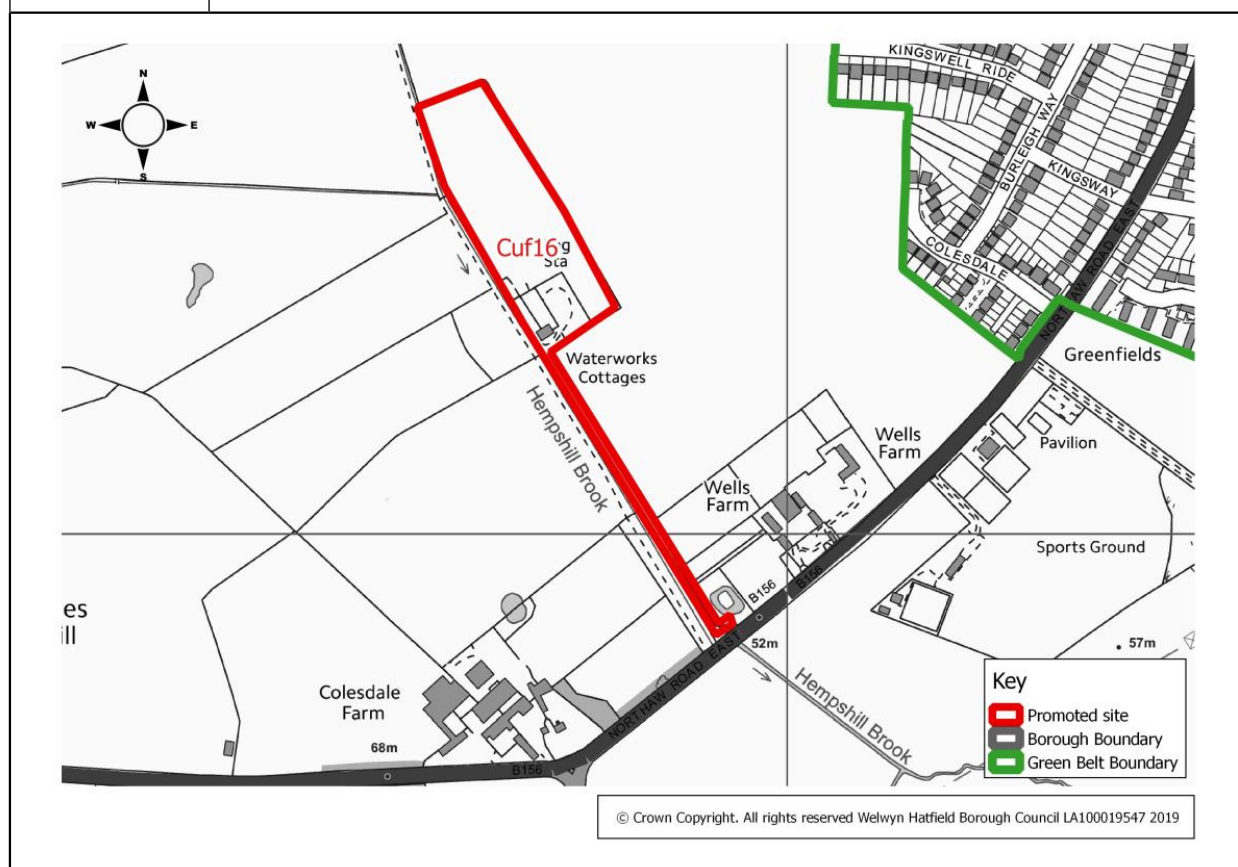 KINGSWELL RIDE
BURLEIGH WAY
KINGSWAY
COLESDALE
NORTHAW ROAD EAST
N
W
E
S
Cuf16
g
Sta
Waterworks
Cottages
Greenfields
Hempshill Brook
Pavilion
Wells
Farm
Wells
Farm
Sports Ground
B156
B156
52m
57m
es
ill
Colesdale
Farm
NORTHAW ROAD EAST
Hempshill Brook
68m
B156
Key
Promoted site
Borough Boundary
Green Belt Boundary
© Crown Copyright. All rights reserved Welwyn Hatfield Borough Council LA100019547 2019